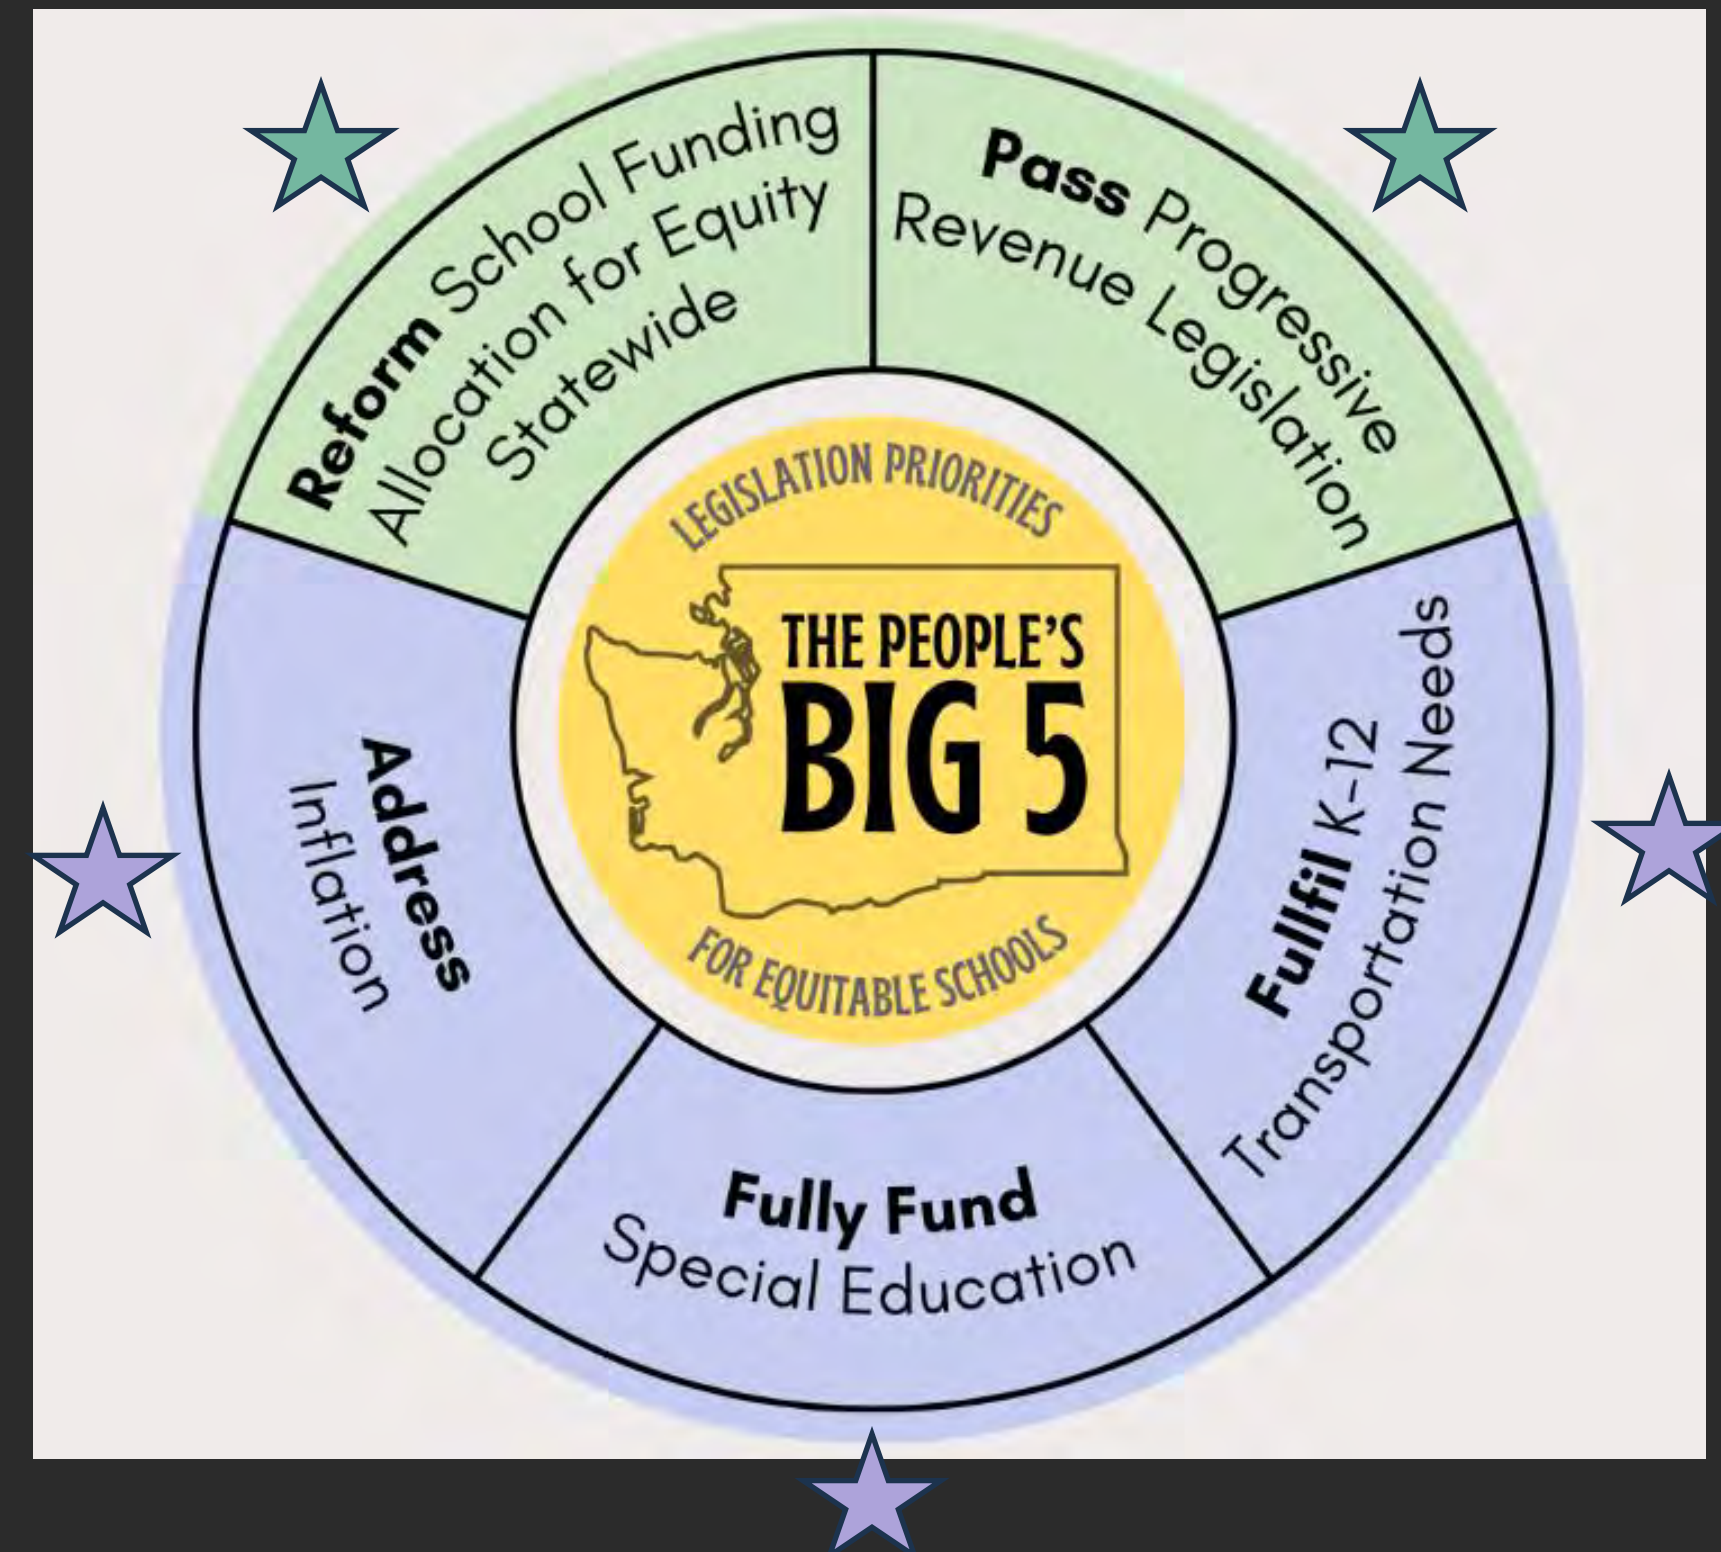 Reform School Funding
Allocation for Equity
Statewide
Pass Progressive
Revenue Legislation
LEGISLATION PRIORITIES
THE PEOPLE'S
BIG 5
FOR EQUITABLE SCHOOLS
Address
Inflation
Fullfil K-12
Transportation Needs
Fully Fund
Special Education